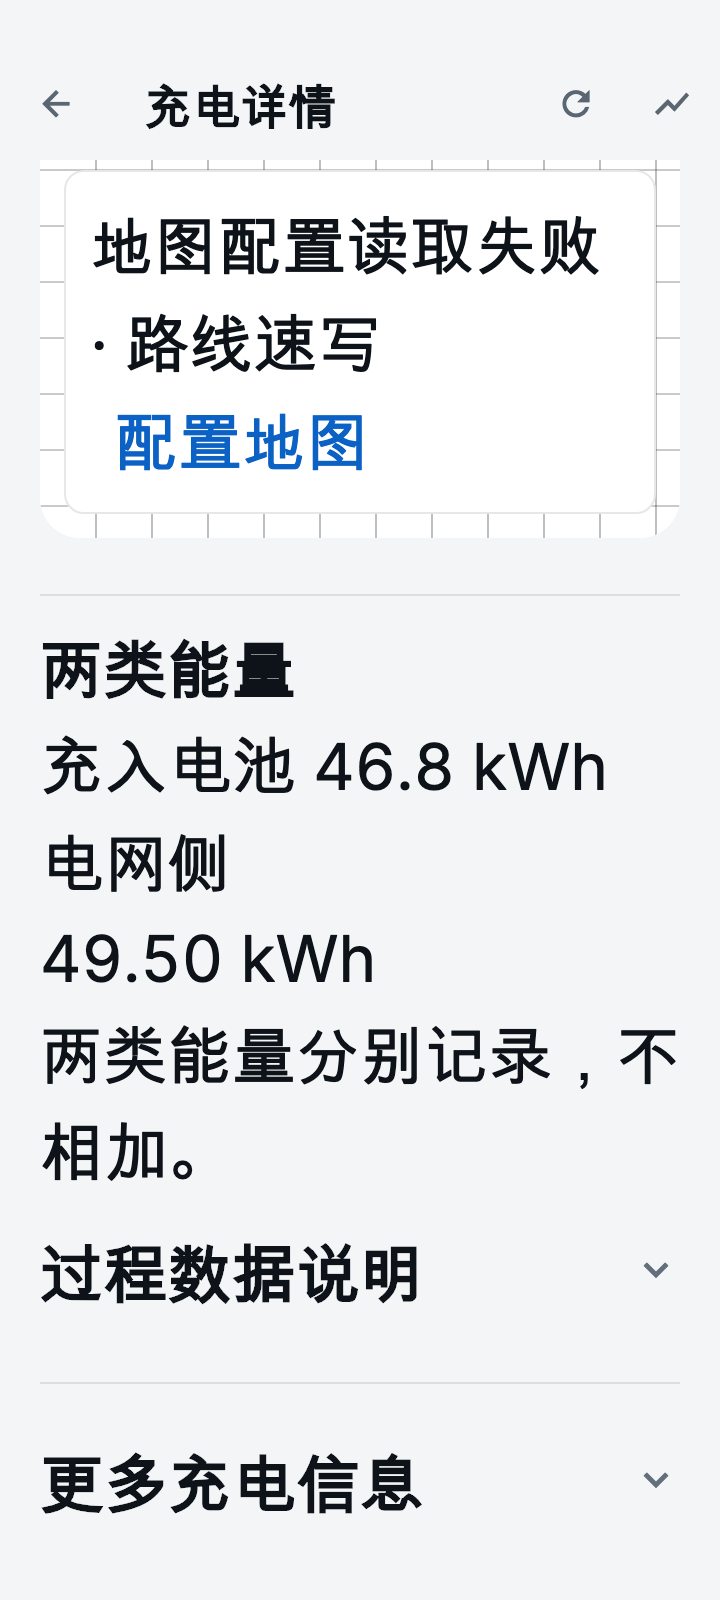 充电详情
地图配置读取失败
· 路线速写
配置地图
两类能量
充入电池 46.8 kWh
电网侧
49.50 kWh
两类能量分别记录，不
相加。
过程数据说明
更多充电信息